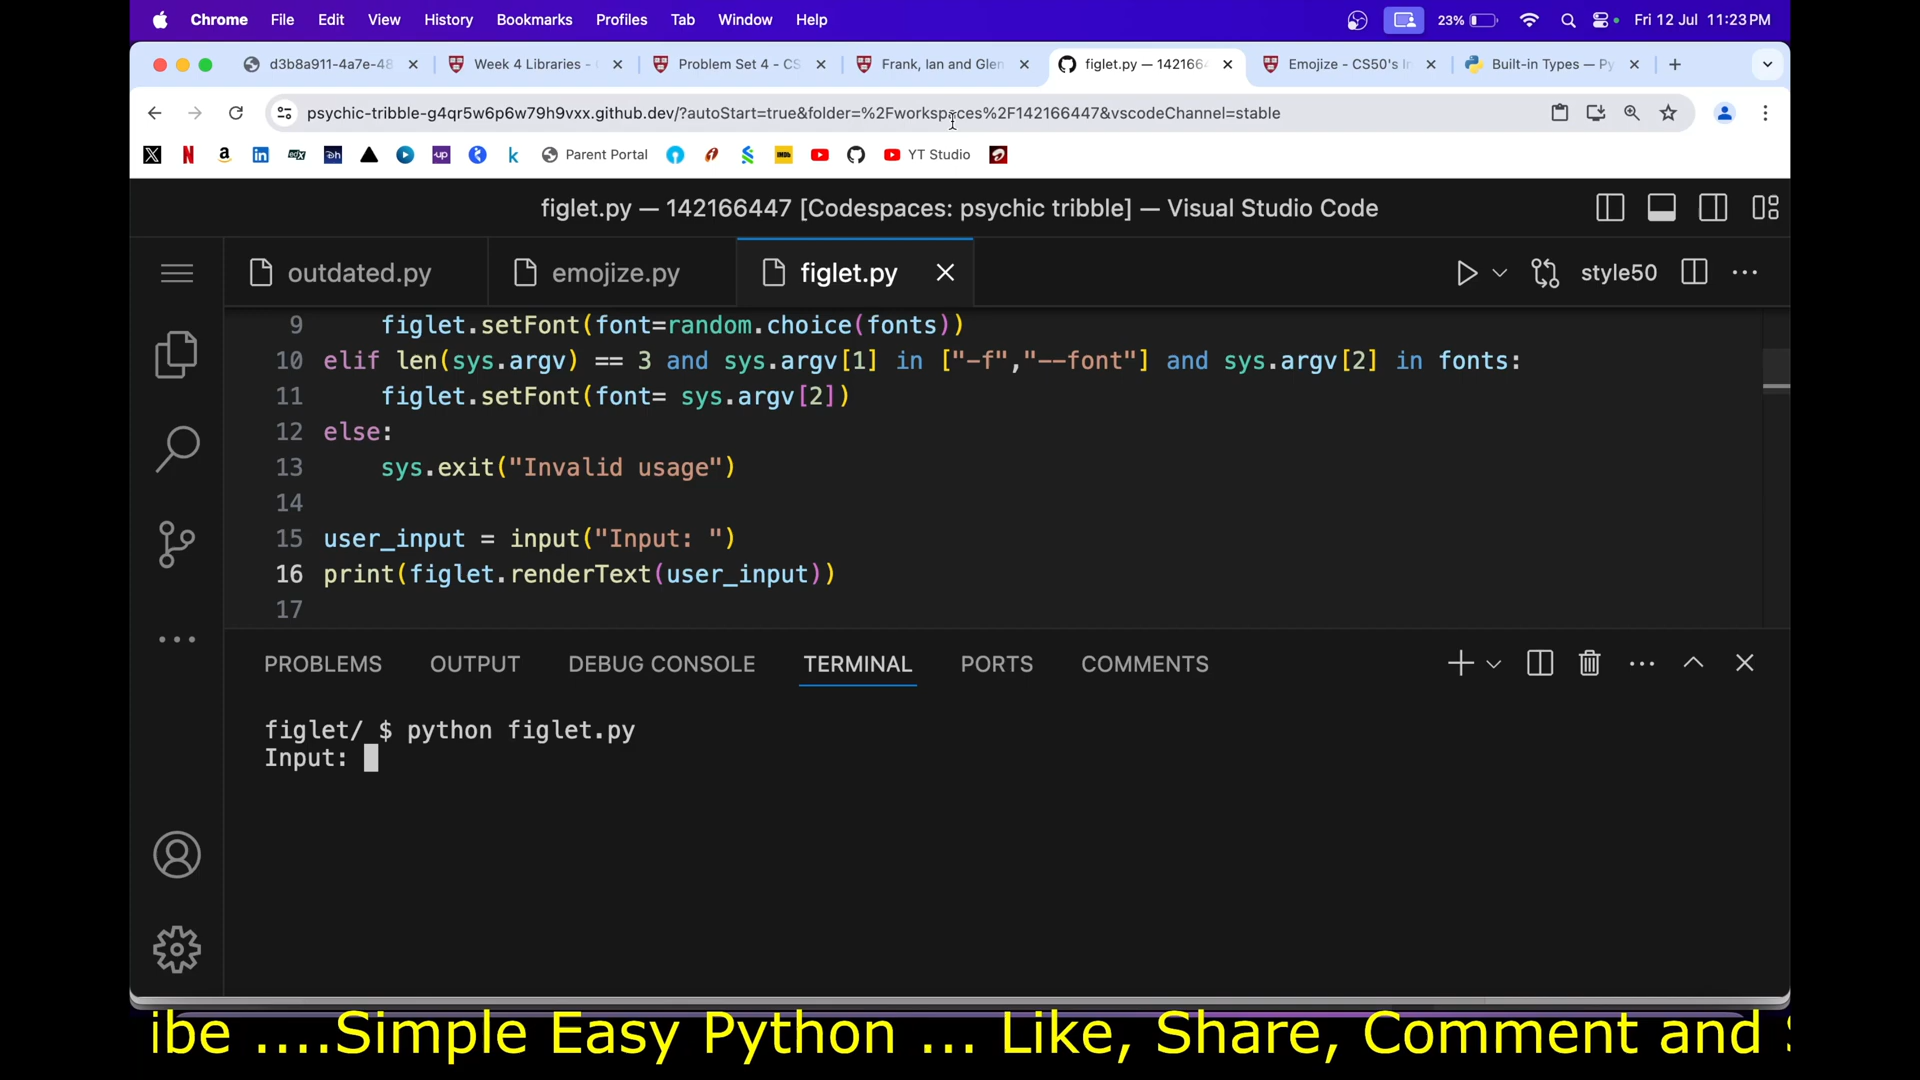 Chrome File Edit View History Bookmarks Profiles Tab Window Help 23% Fri 12 Jul 11:23 PM
d3b8a911-4a7e-48 Week 4 Libraries - Problem Set 4 - CS Frank, Ian and Glen figlet.py — 142166 Emojize - CS50's In Built-in Types — Py
psychic-tribble-g4qr5w6p6w79h9vxx.github.dev/?autoStart=true&folder=%2Fworkspaces%2F142166447&vscodeChannel=stable
Parent Portal YT Studio
figlet.py — 142166447 [Codespaces: psychic tribble] — Visual Studio Code
outdated.py emojize.py figlet.py style50
9 figlet.setFont(font=random.choice(fonts))
10 elif len(sys.argv) == 3 and sys.argv[1] in ["-f","--font"] and sys.argv[2] in fonts:
11 figlet.setFont(font= sys.argv[2])
12 else:
13 sys.exit("Invalid usage")
14
15 user_input = input("Input: ")
16 print(figlet.renderText(user_input))
17
PROBLEMS OUTPUT DEBUG CONSOLE TERMINAL PORTS COMMENTS
figlet/ $ python figlet.py
Input:
ibe ....Simple Easy Python ... Like, Share, Comment and